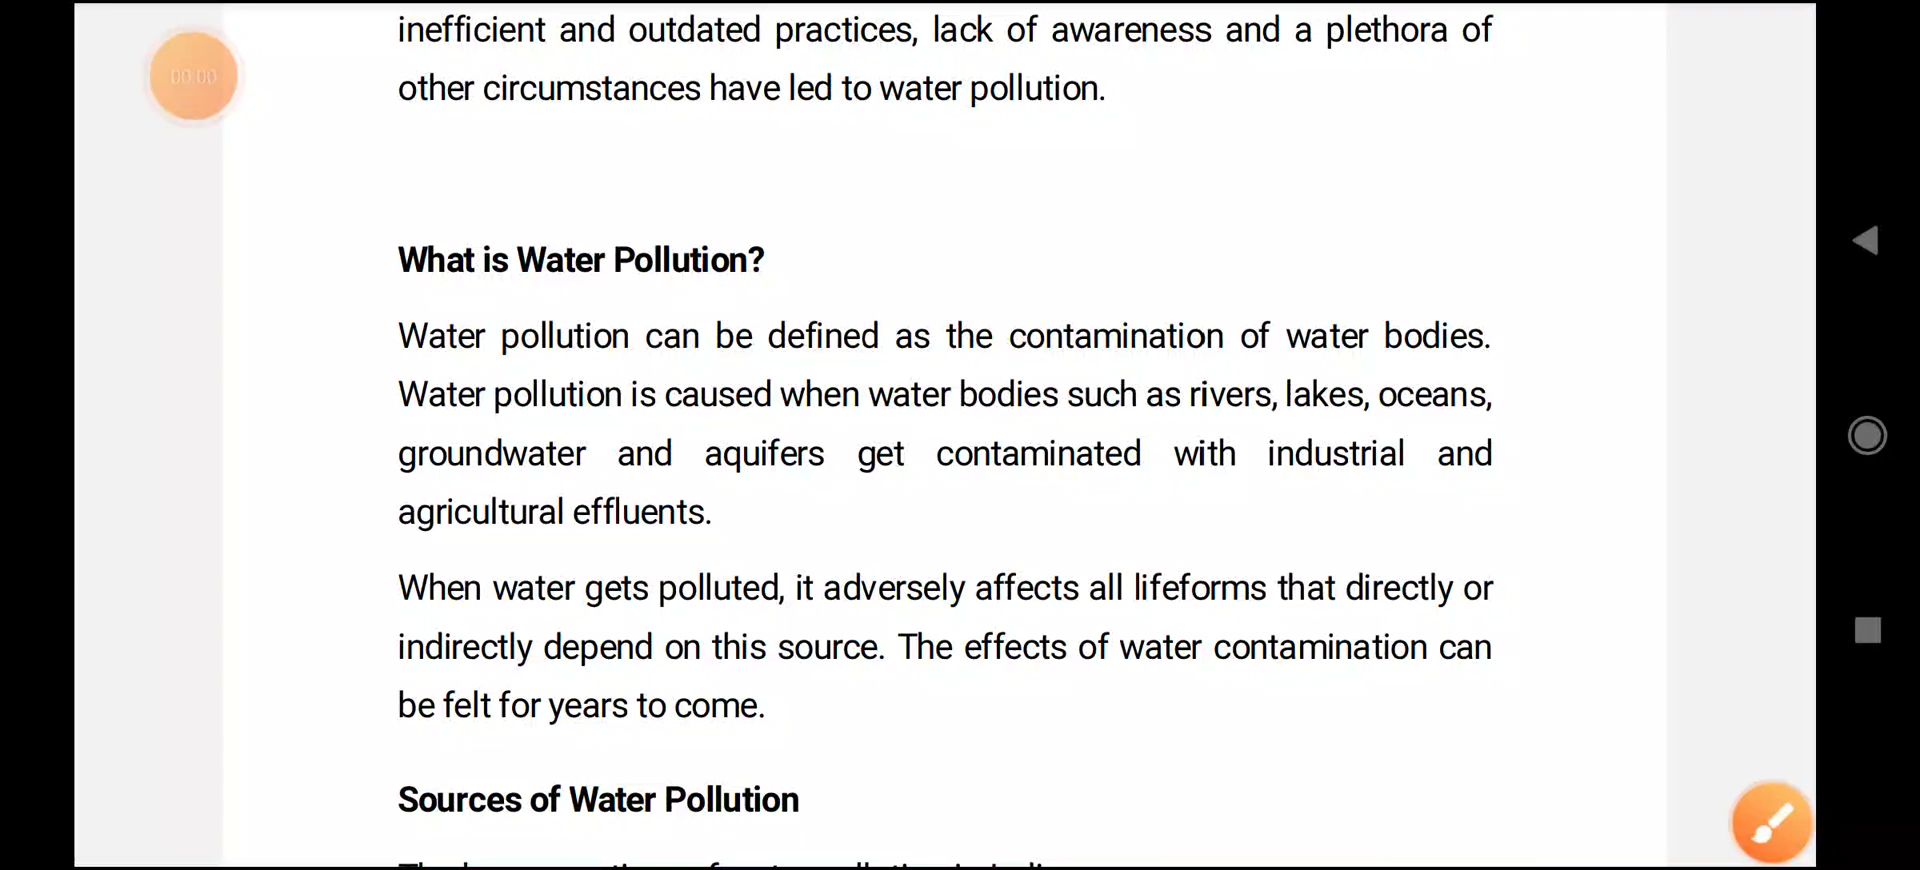 inefficient and outdated practices, lack of awareness and a plethora of
other circumstances have led to water pollution.
00:00
What is Water Pollution?
Water pollution can be defined as the contamination of water bodies.
Water pollution is caused when water bodies such as rivers, lakes, oceans,
groundwater and aquifers get contaminated with industrial and
agricultural effluents.
When water gets polluted, it adversely affects all lifeforms that directly or
indirectly depend on this source. The effects of water contamination can
be felt for years to come.
Sources of Water Pollution